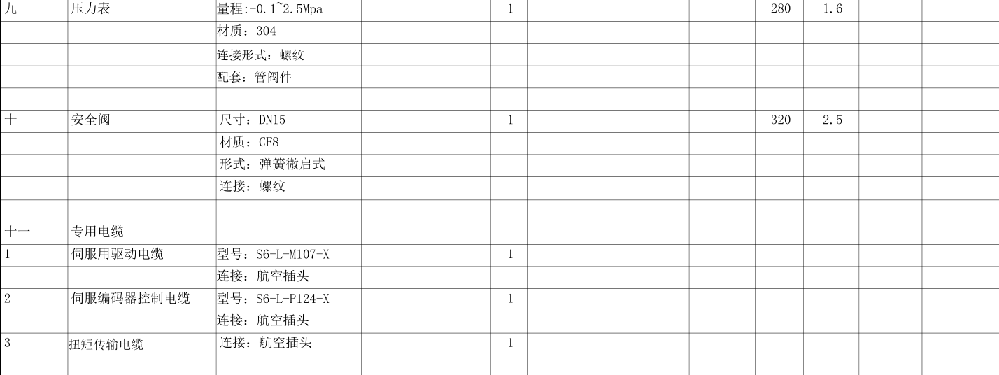 九 压力表 量程:-0.1~2.5Mpa 1 280 1.6
材质：304
连接形式：螺纹
配套：管阀件
十 安全阀 尺寸：DN15 1 320 2.5
材质：CF8
形式：弹簧微启式
连接：螺纹
十一 专用电缆
1 伺服用驱动电缆 型号：S6-L-M107-X 1
连接：航空插头
2 伺服编码器控制电缆 型号：S6-L-P124-X 1
连接：航空插头
3 扭矩传输电缆 连接：航空插头 1